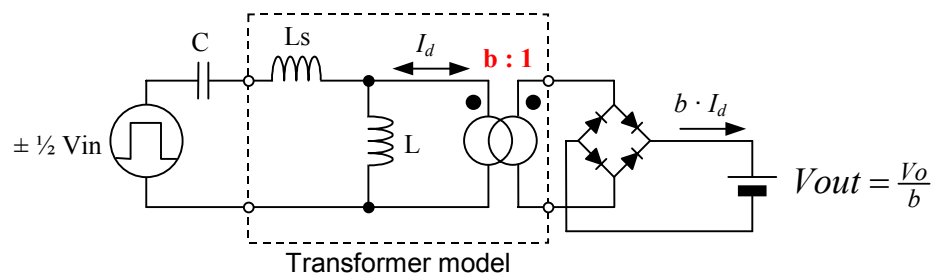 C
Ls
I_d
b : 1
± ½ Vin
L
b · I_d
Vout = Vo/b
Transformer model